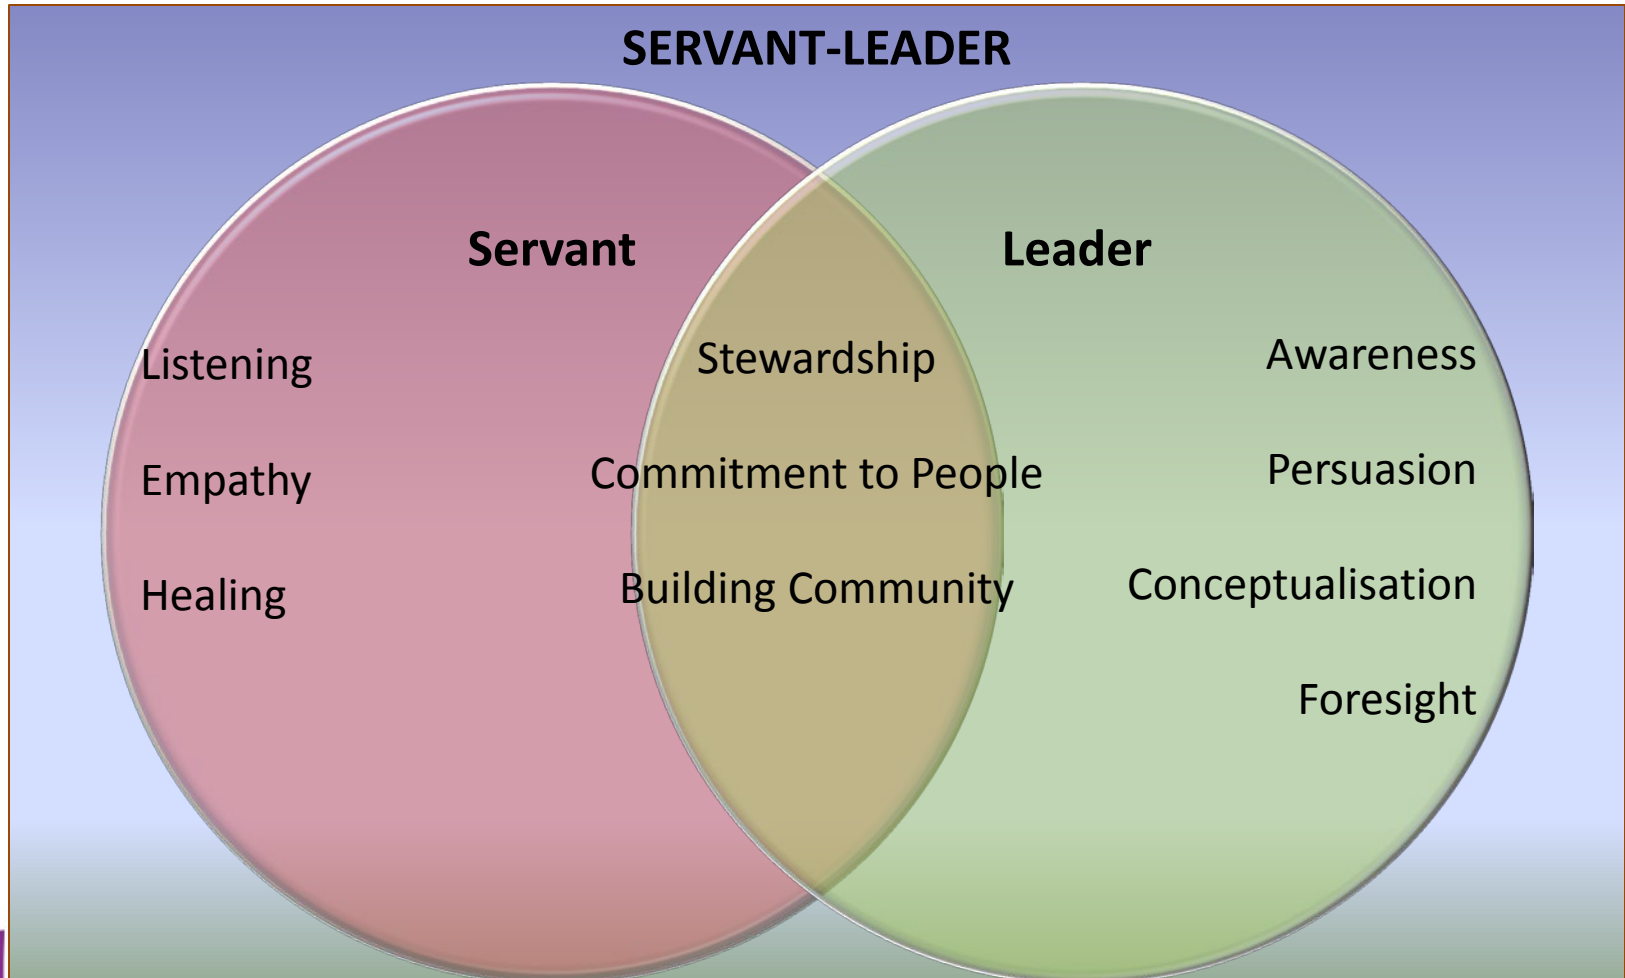 SERVANT-LEADER
Servant
Listening
Empathy
Healing
Stewardship
Commitment to People
Building Community
Leader
Awareness
Persuasion
Conceptualisation
Foresight